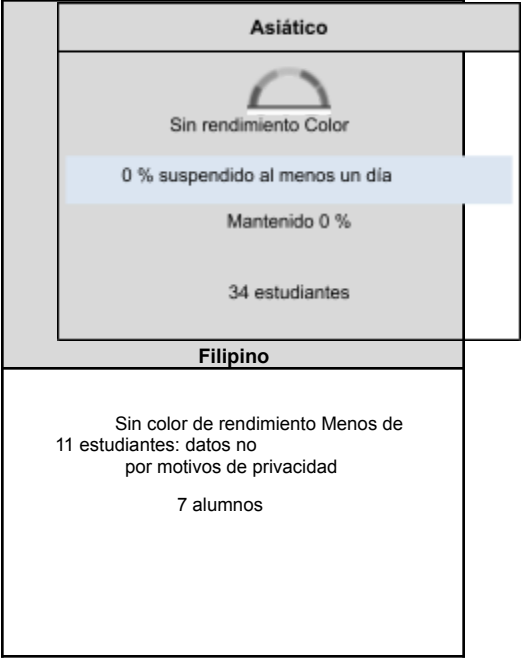 Asiático
Sin rendimiento Color
0 % suspendido al menos un día
Mantenido 0 %
34 estudiantes
Filipino
Sin color de rendimiento Menos de
11 estudiantes: datos no
por motivos de privacidad
7 alumnos